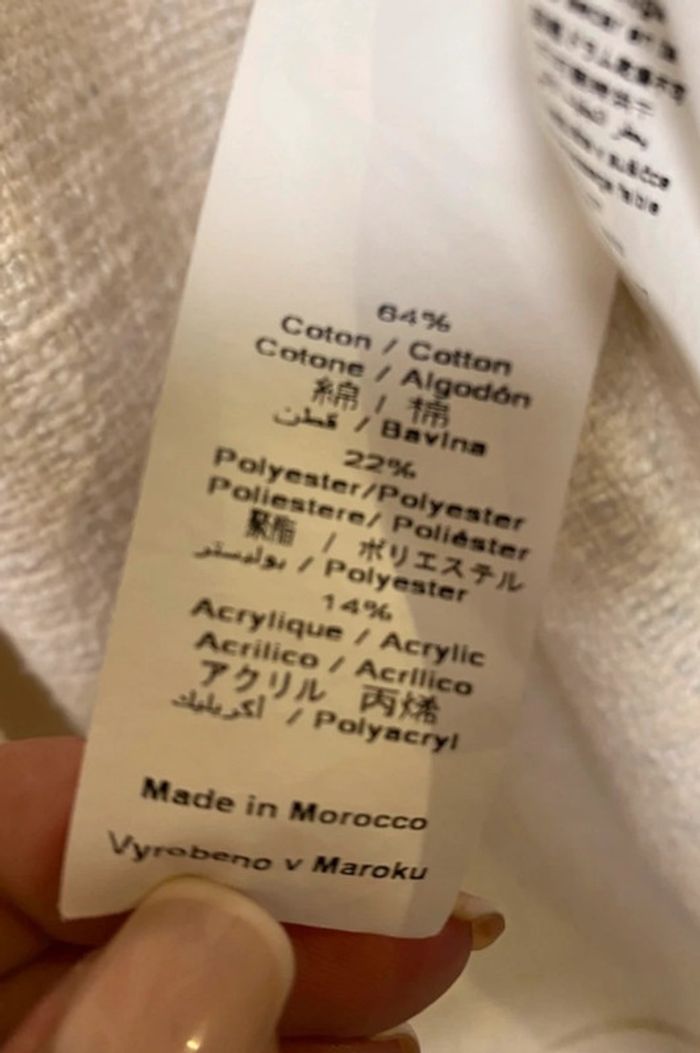 64%
Coton / Cotton
Cotone / Algodón
綿 / 棉
قطن / Bavlna
22%
Polyester/Polyester
Poliestere/ Poliéster
聚酯 / ポリエステル
بوليستر / Polyester
14%
Acrylique / Acrylic
Acrilico / Acrílico
アクリル 丙烯
أكريليك / Polyacryl
Made in Morocco
Vyrobeno v Maroku